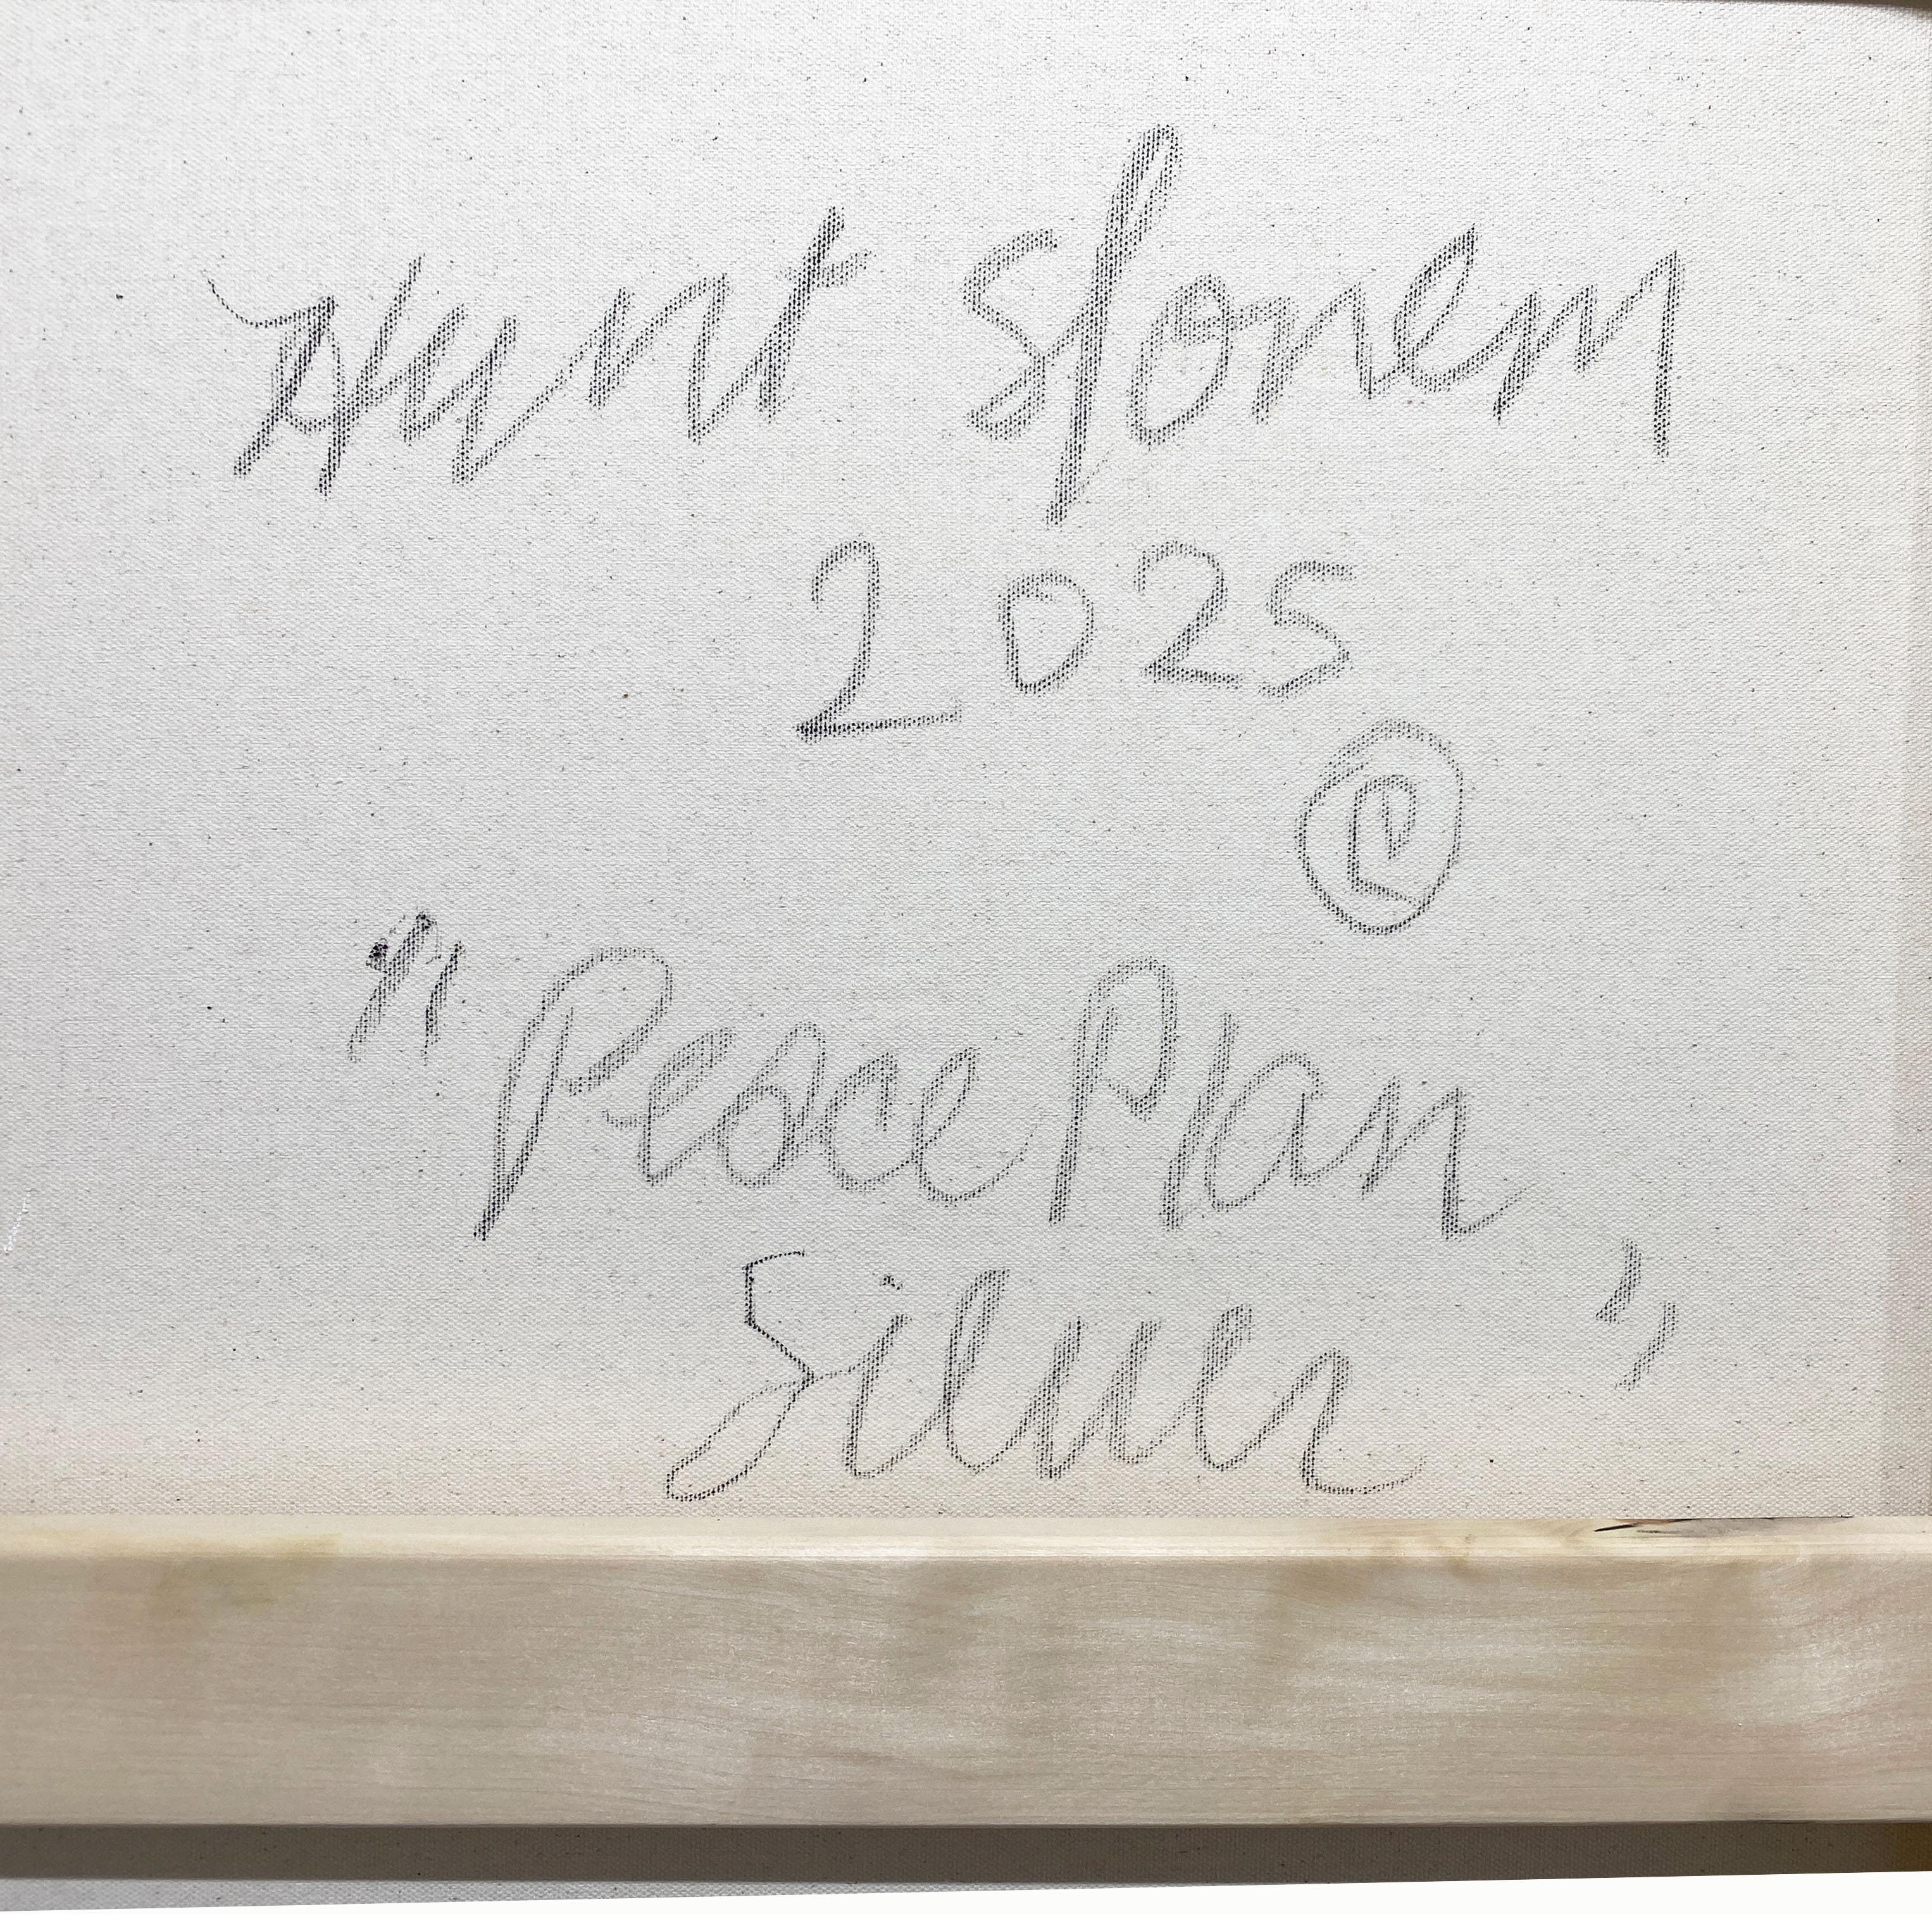 Hunt Slonem
2025
©
"Peace Plan
Silver"